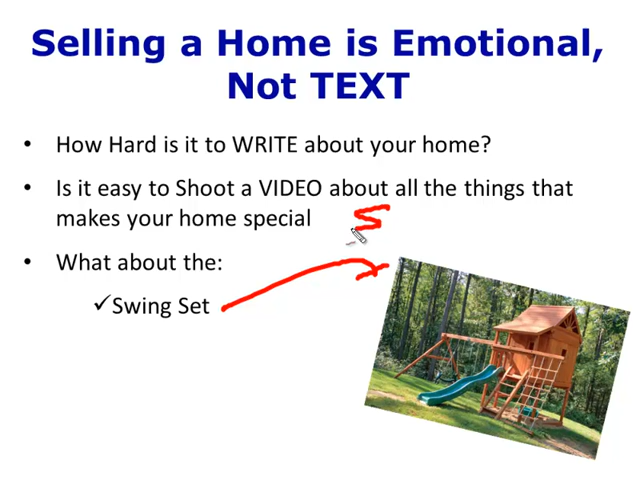 Selling a Home is Emotional,
Not TEXT
• How Hard is it to WRITE about your home?
• Is it easy to Shoot a VIDEO about all the things that
makes your home special
• What about the:
✓Swing Set